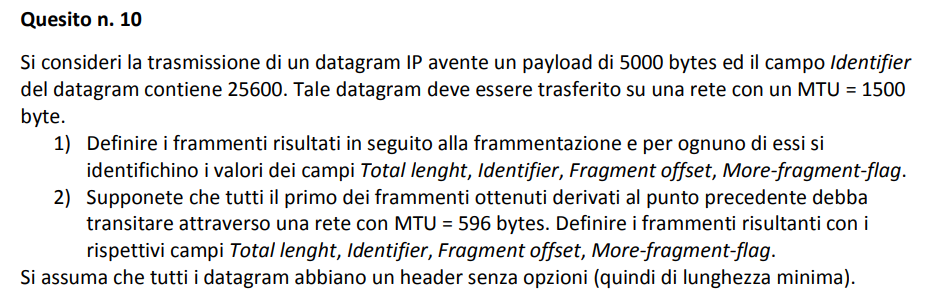 Quesito n. 10
Si consideri la trasmissione di un datagram IP avente un payload di 5000 bytes ed il campo Identifier
del datagram contiene 25600. Tale datagram deve essere trasferito su una rete con un MTU = 1500
byte.
1) Definire i frammenti risultati in seguito alla frammentazione e per ognuno di essi si
identifichino i valori dei campi Total lenght, Identifier, Fragment offset, More-fragment-flag.
2) Supponete che tutti il primo dei frammenti ottenuti derivati al punto precedente debba
transitare attraverso una rete con MTU = 596 bytes. Definire i frammenti risultanti con i
rispettivi campi Total lenght, Identifier, Fragment offset, More-fragment-flag.
Si assuma che tutti i datagram abbiano un header senza opzioni (quindi di lunghezza minima).